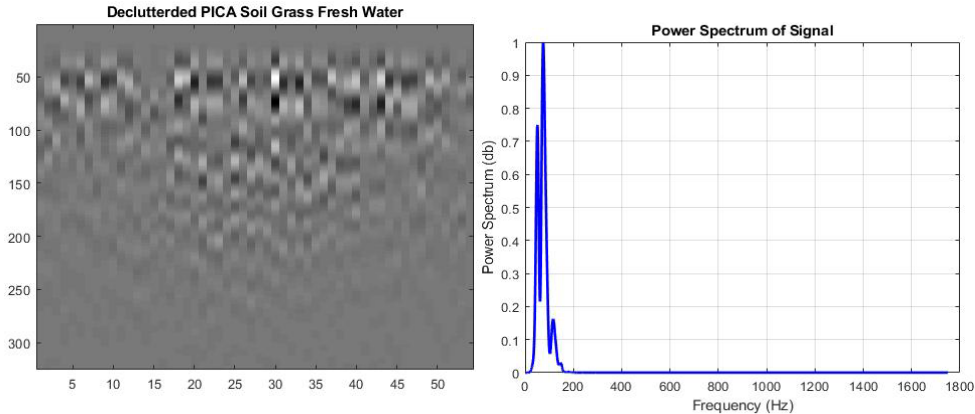 Declutterded PICA Soil Grass Fresh Water
50
100
150
200
250
300
5 10 15 20 25 30 35 40 45 50
Power Spectrum of Signal
Power Spectrum (db)
1
0.9
0.8
0.7
0.6
0.5
0.4
0.3
0.2
0.1
0
0 200 400 600 800 1000 1200 1400 1600 1800
Frequency (Hz)